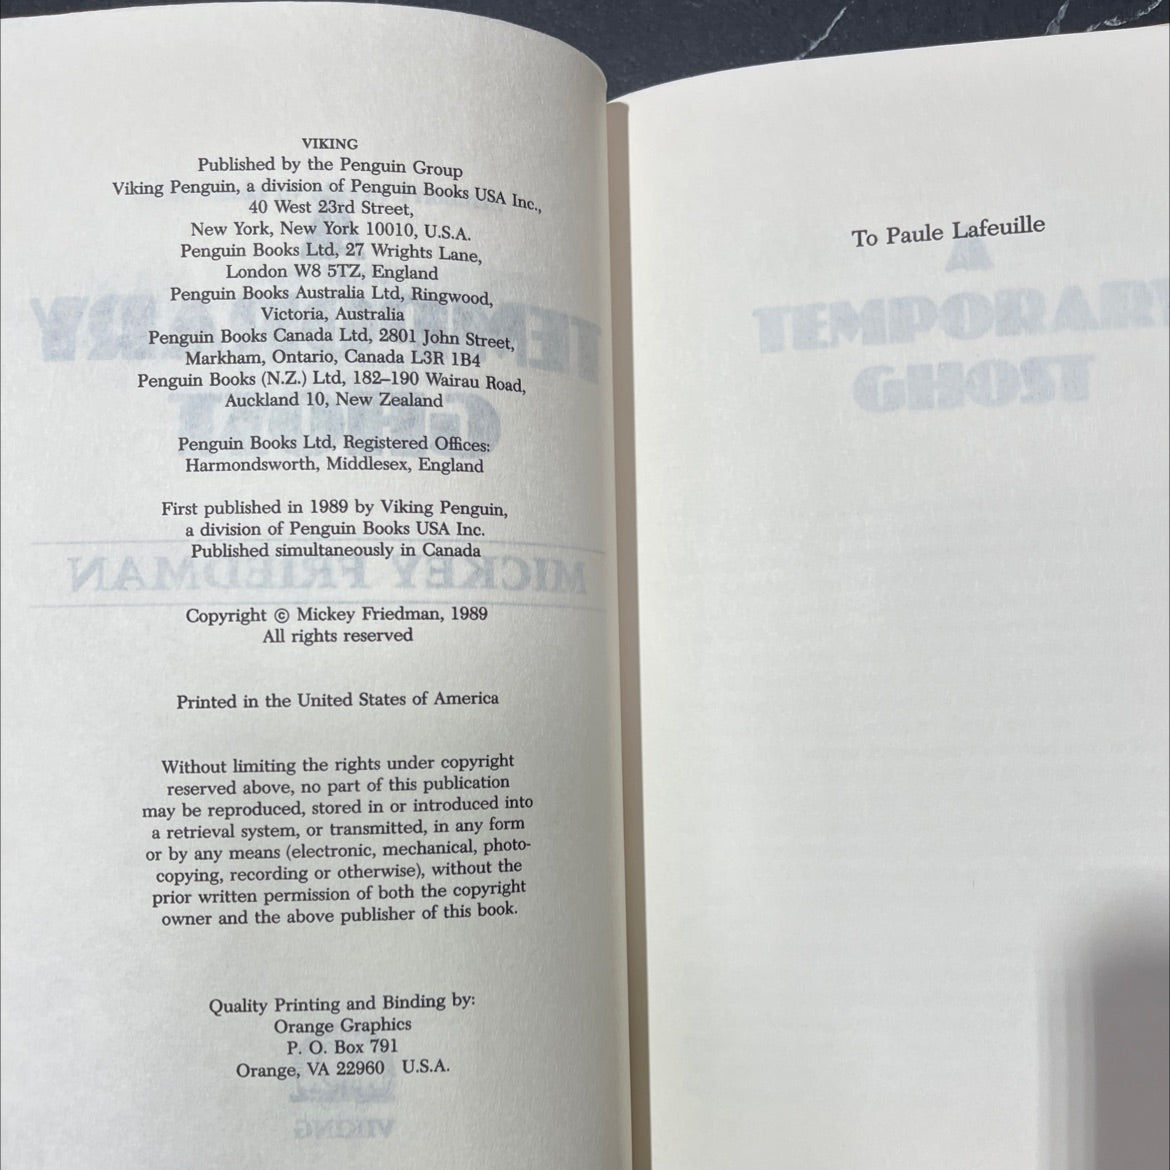 VIKING
Published by the Penguin Group
Viking Penguin, a division of Penguin Books USA Inc.,
40 West 23rd Street,
New York, New York 10010, U.S.A.
Penguin Books Ltd, 27 Wrights Lane,
London W8 5TZ, England
Penguin Books Australia Ltd, Ringwood,
Victoria, Australia
Penguin Books Canada Ltd, 2801 John Street,
Markham, Ontario, Canada L3R 1B4
Penguin Books (N.Z.) Ltd, 182–190 Wairau Road,
Auckland 10, New Zealand
Penguin Books Ltd, Registered Offices:
Harmondsworth, Middlesex, England
First published in 1989 by Viking Penguin,
a division of Penguin Books USA Inc.
Published simultaneously in Canada
MICKEY FRIEDMAN
Copyright © Mickey Friedman, 1989
All rights reserved
Printed in the United States of America
Without limiting the rights under copyright
reserved above, no part of this publication
may be reproduced, stored in or introduced into
a retrieval system, or transmitted, in any form
or by any means (electronic, mechanical, photo-
copying, recording or otherwise), without the
prior written permission of both the copyright
owner and the above publisher of this book.
Quality Printing and Binding by:
Orange Graphics
P. O. Box 791
Orange, VA 22960 U.S.A.
VIKING
To Paule Lafeuille
A
TEMPORARY
GHOST